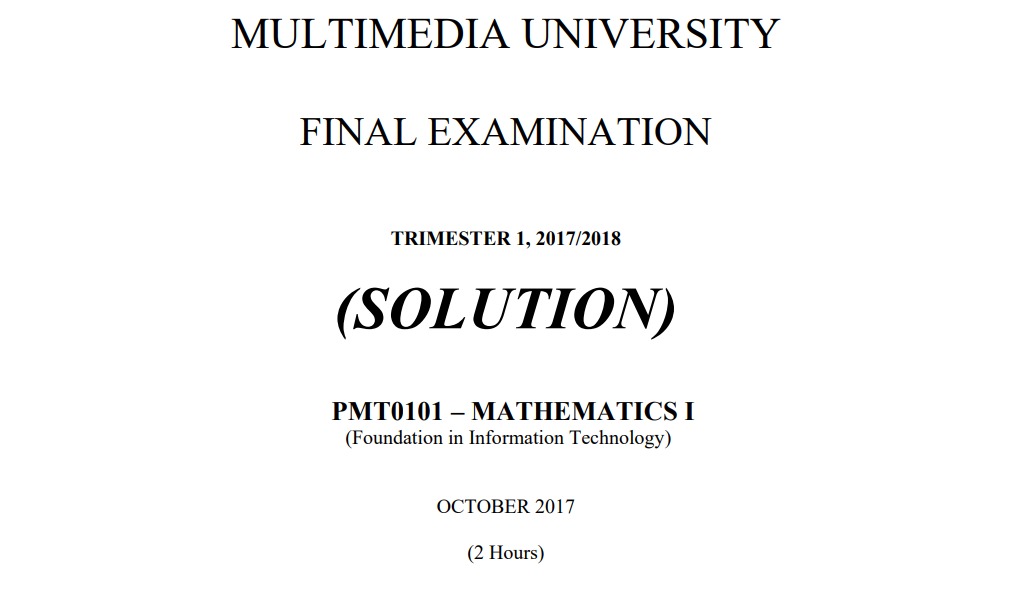 MULTIMEDIA UNIVERSITY
FINAL EXAMINATION
TRIMESTER 1, 2017/2018
(SOLUTION)
PMT0101 – MATHEMATICS I
(Foundation in Information Technology)
OCTOBER 2017
(2 Hours)